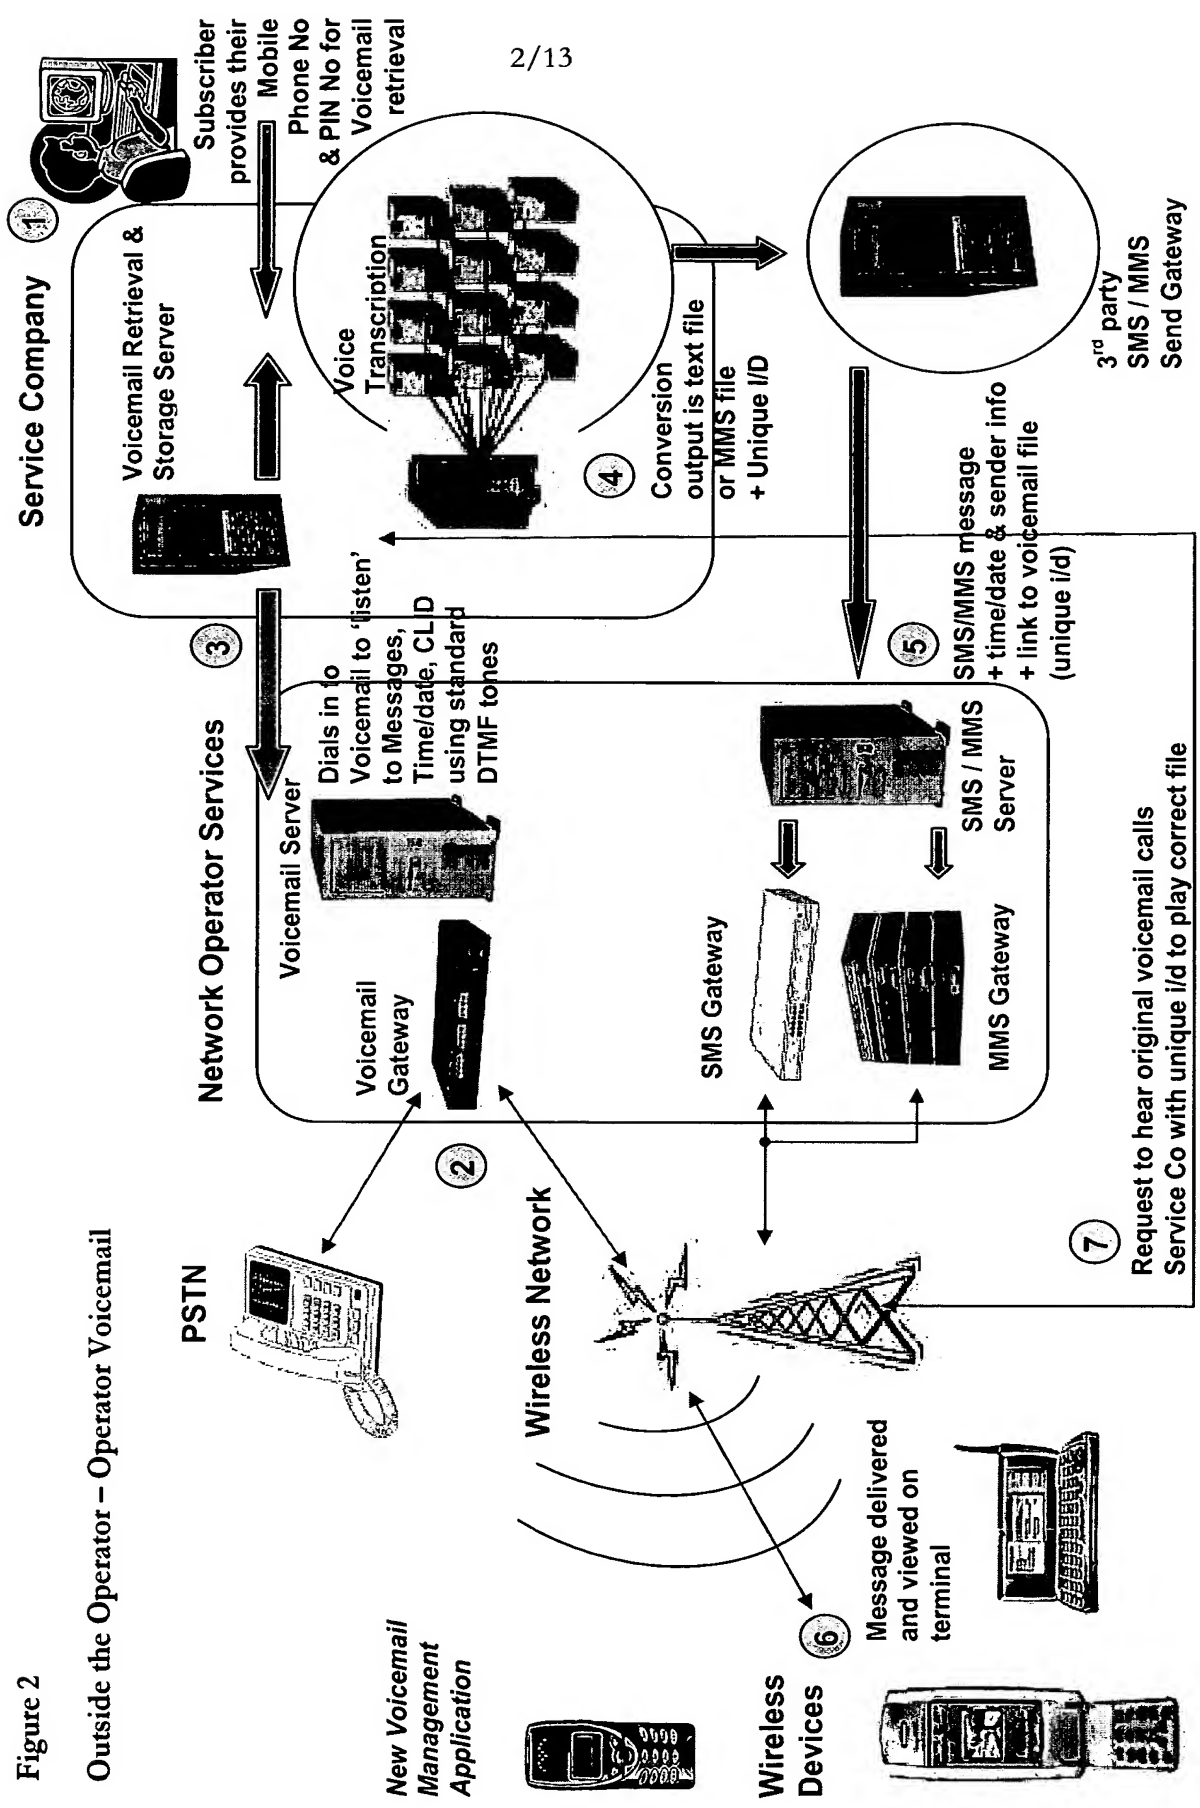 2/13
Figure 2
Outside the Operator – Operator Voicemail
Service Company
1
Subscriber
provides their
Mobile
Phone No
& PIN No for
Voicemail
retrieval
Voicemail Retrieval &
Storage Server
Voice
Transcription
3
Dials in to
Voicemail to 'listen'
to Messages,
Time/date, CLID
using standard
DTMF tones
4
Conversion
output is text file
or MMS file
+ Unique I/D
3rd party
SMS / MMS
Send Gateway
Network Operator Services
Voicemail Server
Voicemail
Gateway
2
5
SMS/MMS message
+ time/date & sender info
+ link to voicemail file
(unique i/d)
SMS / MMS
Server
SMS Gateway
MMS Gateway
PSTN
Wireless Network
7
Request to hear original voicemail calls
Service Co with unique i/d to play correct file
New Voicemail
Management
Application
6
Message delivered
and viewed on
terminal
Wireless
Devices